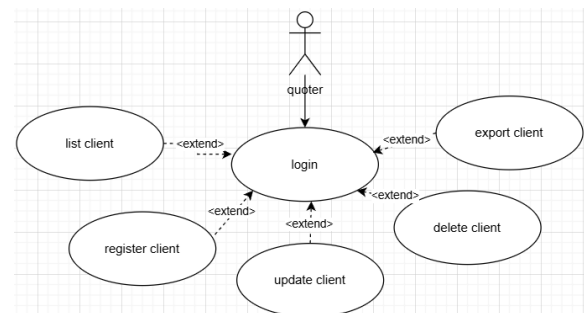 quoter
list client
<extend>
<extend>
export client
login
<extend>
<extend>
<extend>
register client
delete client
update client